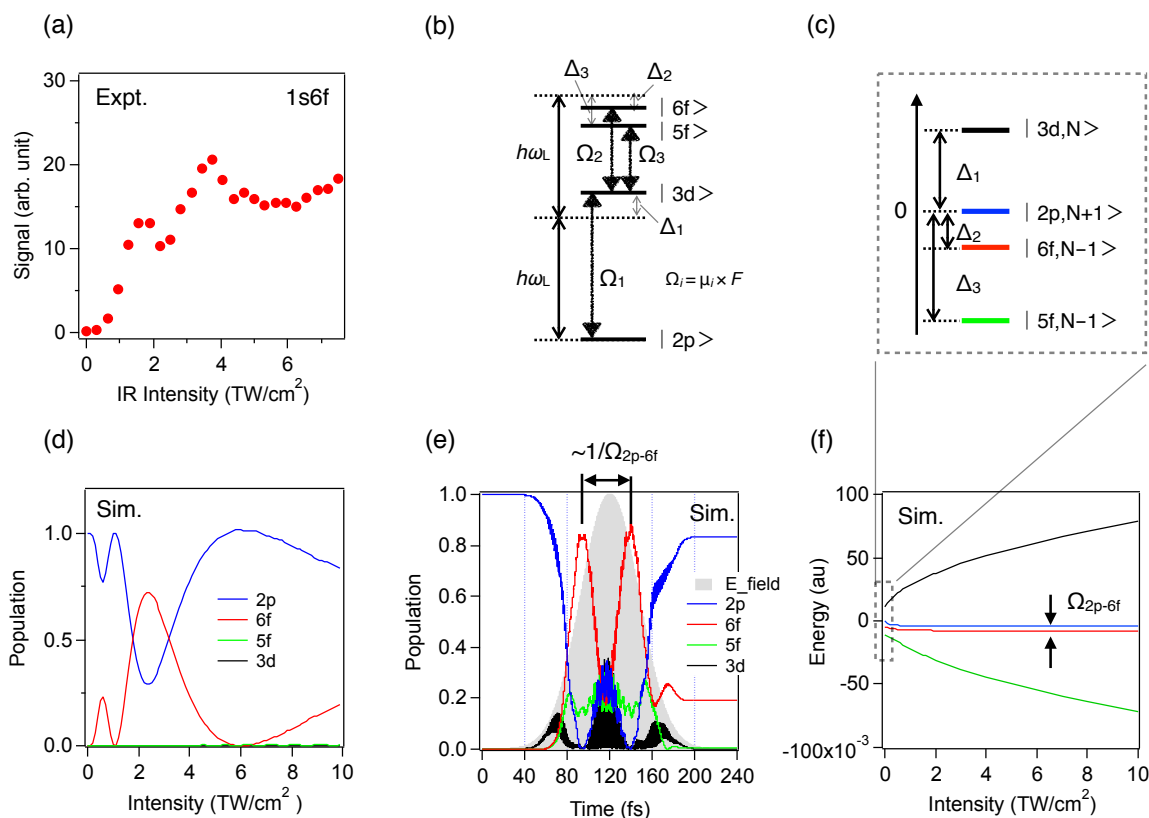 (a)
Expt.
1s6f
30
20
10
0
Signal (arb. unit)
0
2
4
6
IR Intensity (TW/cm²)
(b)
Δ3
Δ2
| 6f⟩
| 5f⟩
hωL
Ω2
Ω3
| 3d⟩
Δ1
hωL
Ω1
Ωi = μi × F
| 2p⟩
(c)
| 3d,N⟩
Δ1
0
| 2p,N+1⟩
Δ2
| 6f,N−1⟩
Δ3
| 5f,N−1⟩
(d)
Sim.
1.0
0.5
0.0
Population
2p
6f
5f
3d
0
2
4
6
8
10
Intensity (TW/cm²)
(e)
~1/Ω2p-6f
Sim.
1.0
0.8
0.6
0.4
0.2
0.0
Population
E_field
2p
6f
5f
3d
0
40
80
120
160
200
240
Time (fs)
(f)
Sim.
100
50
0
-50
-100x10⁻³
Energy (au)
Ω2p-6f
0
2
4
6
8
10
Intensity (TW/cm²)